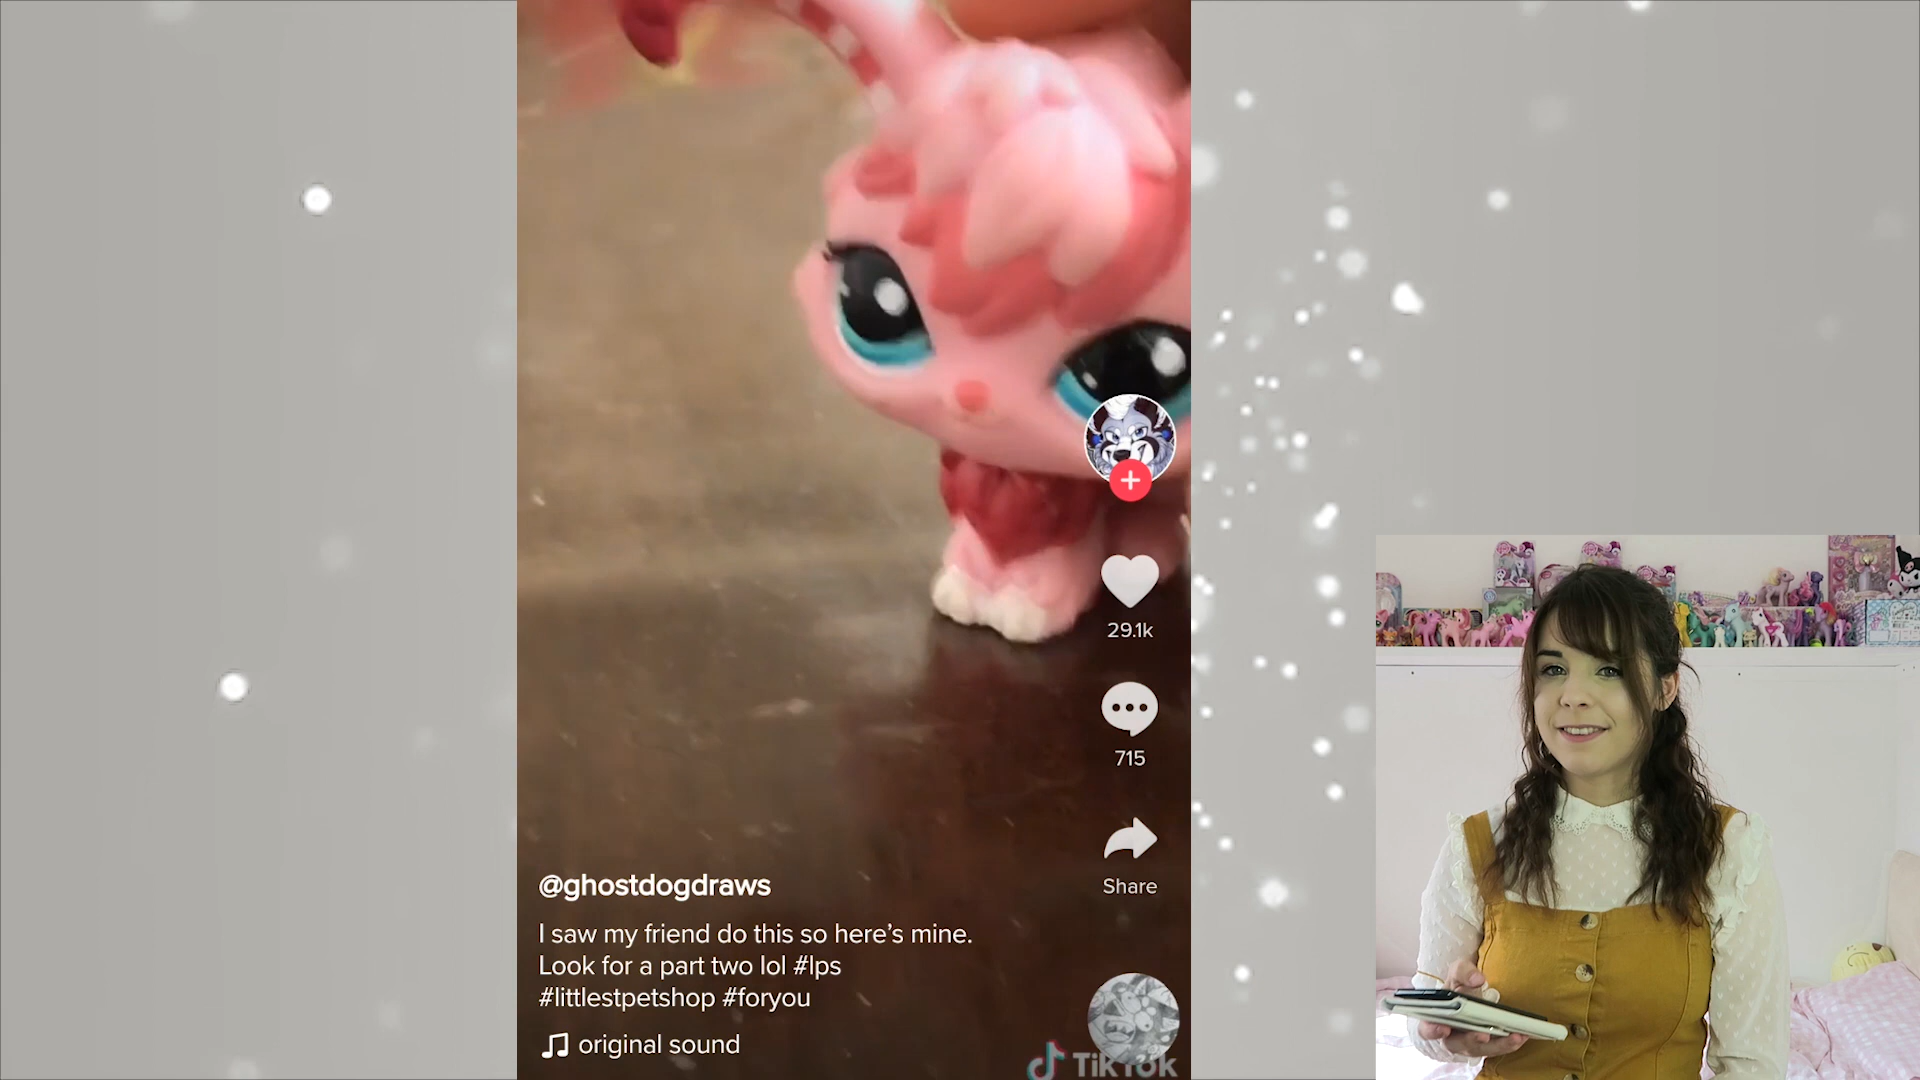 29.1k
715
Share
@ghostdogdraws
I saw my friend do this so here's mine.
Look for a part two lol #lps
#littlestpetshop #foryou
original sound
TikTok